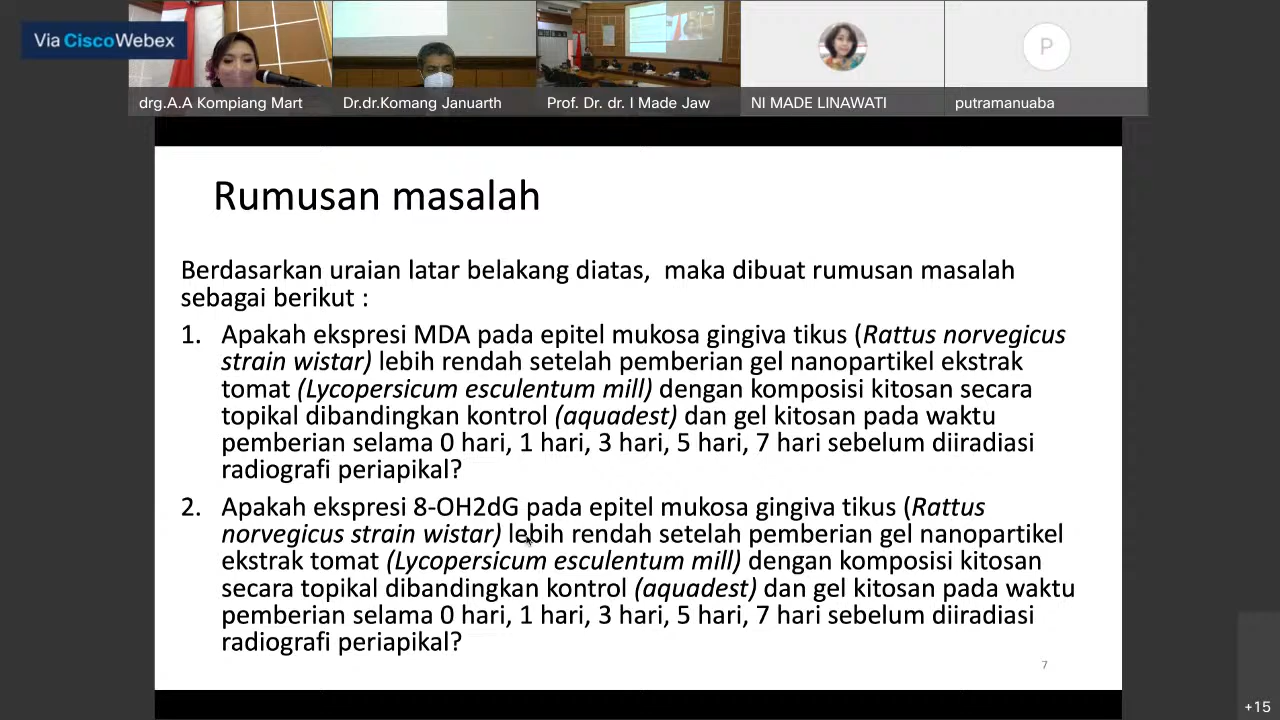 Via CiscoWebex
drg.A.A Kompiang Mart
Dr.dr.Komang Januarth
Prof. Dr. dr. I Made Jaw
NI MADE LINAWATI
P
putramanuaba
Rumusan masalah
Berdasarkan uraian latar belakang diatas, maka dibuat rumusan masalah
sebagai berikut :
1. Apakah ekspresi MDA pada epitel mukosa gingiva tikus (Rattus norvegicus
strain wistar) lebih rendah setelah pemberian gel nanopartikel ekstrak
tomat (Lycopersicum esculentum mill) dengan komposisi kitosan secara
topikal dibandingkan kontrol (aquadest) dan gel kitosan pada waktu
pemberian selama 0 hari, 1 hari, 3 hari, 5 hari, 7 hari sebelum diiradiasi
radiografi periapikal?
2. Apakah ekspresi 8-OH2dG pada epitel mukosa gingiva tikus (Rattus
norvegicus strain wistar) lebih rendah setelah pemberian gel nanopartikel
ekstrak tomat (Lycopersicum esculentum mill) dengan komposisi kitosan
secara topikal dibandingkan kontrol (aquadest) dan gel kitosan pada waktu
pemberian selama 0 hari, 1 hari, 3 hari, 5 hari, 7 hari sebelum diiradiasi
radiografi periapikal?
7
+15